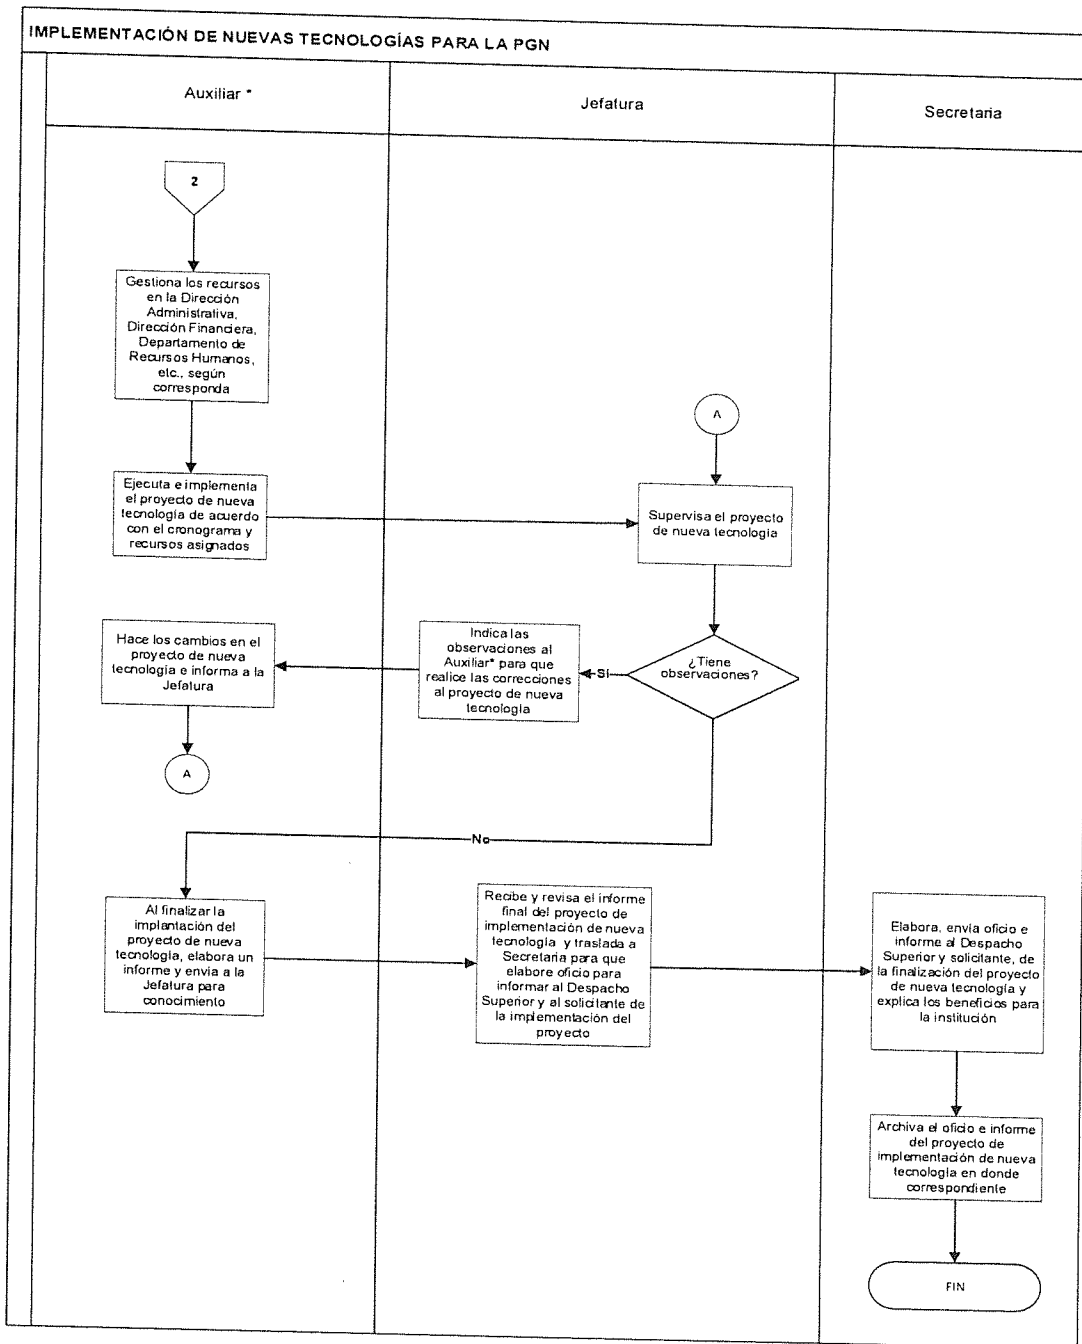 IMPLEMENTACIÓN DE NUEVAS TECNOLOGÍAS PARA LA PGN
Auxiliar *
Jefatura
Secretaria
2
Gestiona los recursos
en la Dirección
Administrativa,
Dirección Financiera,
Departamento de
Recursos Humanos,
etc., según
corresponda
A
Ejecuta e implementa
el proyecto de nueva
tecnología de acuerdo
con el cronograma y
recursos asignados
Supervisa el proyecto
de nueva tecnología
¿Tiene
observaciones?
Sí
Indica las
observaciones al
Auxiliar* para que
realice las correcciones
al proyecto de nueva
tecnología
Hace los cambios en el
proyecto de nueva
tecnología e informa a la
Jefatura
A
No
Al finalizar la
implantación del
proyecto de nueva
tecnología, elabora un
informe y envia a la
Jefatura para
conocimiento
Recibe y revisa el informe
final del proyecto de
implementación de nueva
tecnología y traslada a
Secretaria para que
elabore oficio para
informar al Despacho
Superior y al solicitante de
la implementación del
proyecto
Elabora, envía oficio e
informe al Despacho
Superior y solicitante, de
la finalización del proyecto
de nueva tecnología y
explica los beneficios para
la institución
Archiva el oficio e informe
del proyecto de
implementación de nueva
tecnología en donde
correspondiente
FIN